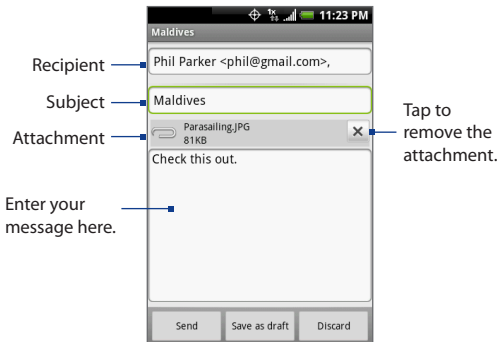 1x 11:23 PM
Maldives
Recipient
Phil Parker <phil@gmail.com>,
Subject
Maldives
Attachment
Parasailing.JPG
81KB
Tap to
remove the
attachment.
Check this out.
Enter your
message here.
Send Save as draft Discard